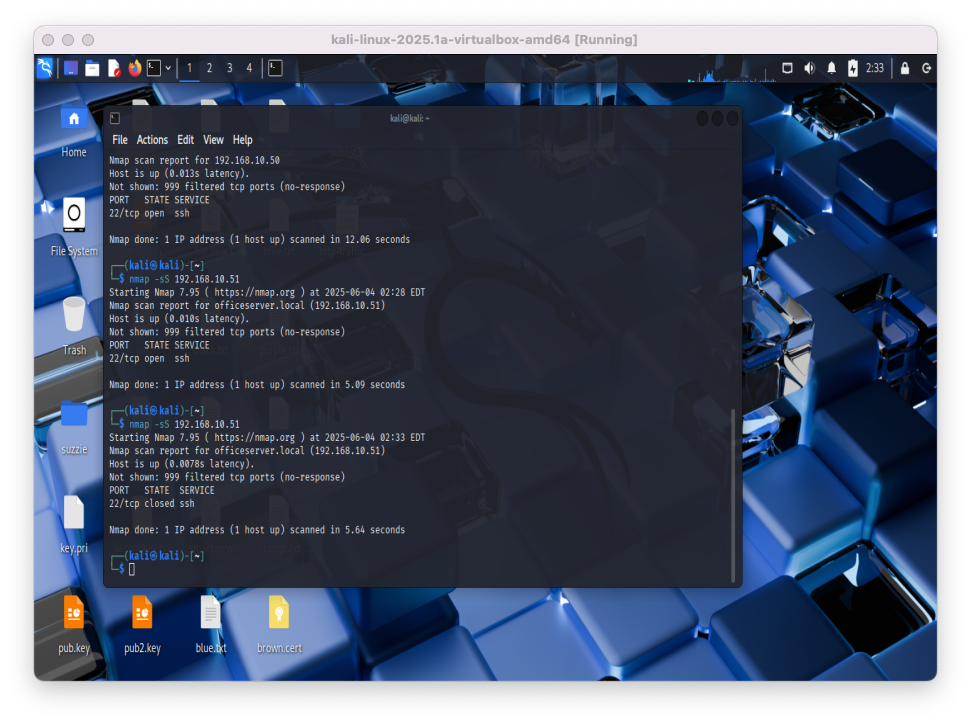 kali-linux-2025.1a-virtualbox-amd64 [Running]
1 2 3 4
2:33
kali@kali: ~
File Actions Edit View Help
Nmap scan report for 192.168.10.50
Host is up (0.013s latency).
Not shown: 999 filtered tcp ports (no-response)
PORT   STATE SERVICE
22/tcp open  ssh
Nmap done: 1 IP address (1 host up) scanned in 12.06 seconds
┌──(kali㉿kali)-[~]
└─$ nmap -sS 192.168.10.51
Starting Nmap 7.95 ( https://nmap.org ) at 2025-06-04 02:28 EDT
Nmap scan report for officeserver.local (192.168.10.51)
Host is up (0.010s latency).
Not shown: 999 filtered tcp ports (no-response)
PORT   STATE SERVICE
22/tcp open  ssh
Nmap done: 1 IP address (1 host up) scanned in 5.09 seconds
┌──(kali㉿kali)-[~]
└─$ nmap -sS 192.168.10.51
Starting Nmap 7.95 ( https://nmap.org ) at 2025-06-04 02:33 EDT
Nmap scan report for officeserver.local (192.168.10.51)
Host is up (0.0078s latency).
Not shown: 999 filtered tcp ports (no-response)
PORT   STATE  SERVICE
22/tcp closed ssh
Nmap done: 1 IP address (1 host up) scanned in 5.64 seconds
┌──(kali㉿kali)-[~]
└─$
Home
File System
Trash
suzzie
key.pri
pub.key
pub2.key
blue.txt
brown.cert